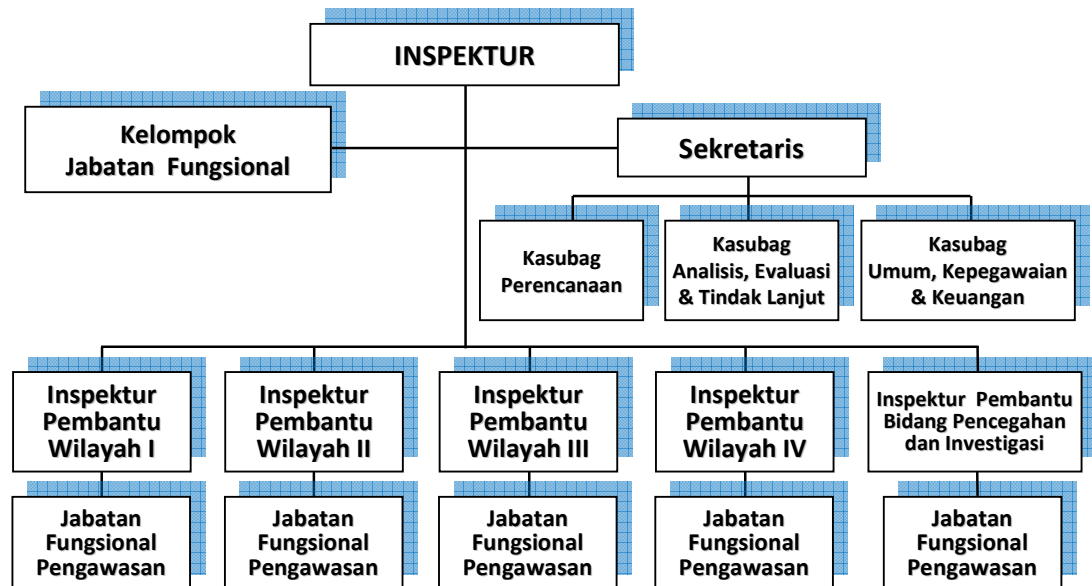 INSPEKTUR
Kelompok
Jabatan Fungsional
Sekretaris
Kasubag
Perencanaan
Kasubag
Analisis, Evaluasi
& Tindak Lanjut
Kasubag
Umum, Kepegawaian
& Keuangan
Inspektur
Pembantu
Wilayah I
Inspektur
Pembantu
Wilayah II
Inspektur
Pembantu
Wilayah III
Inspektur
Pembantu
Wilayah IV
Inspektur Pembantu
Bidang Pencegahan
dan Investigasi
Jabatan
Fungsional
Pengawasan
Jabatan
Fungsional
Pengawasan
Jabatan
Fungsional
Pengawasan
Jabatan
Fungsional
Pengawasan
Jabatan
Fungsional
Pengawasan